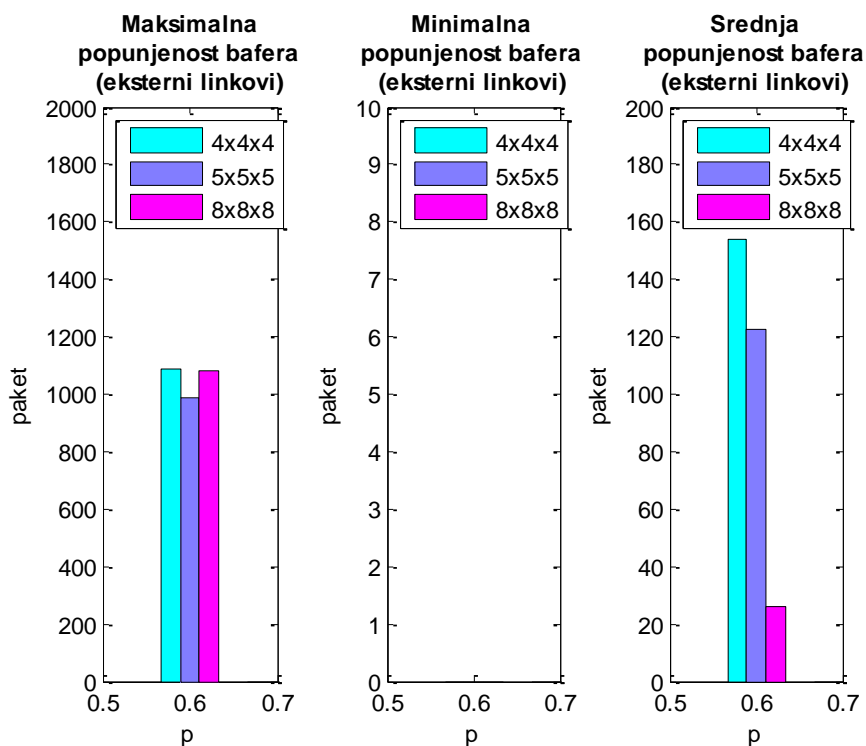 Maksimalna
popunjenost bafera
(eksterni linkovi)
2000
1800
1600
1400
1200
1000
800
600
400
200
0
paket
4x4x4
5x5x5
8x8x8
0.5 0.6 0.7
p
Minimalna
popunjenost bafera
(eksterni linkovi)
10
9
8
7
6
5
4
3
2
1
0
paket
4x4x4
5x5x5
8x8x8
0.5 0.6 0.7
p
Srednja
popunjenost bafera
(eksterni linkovi)
200
180
160
140
120
100
80
60
40
20
0
paket
4x4x4
5x5x5
8x8x8
0.5 0.6 0.7
p